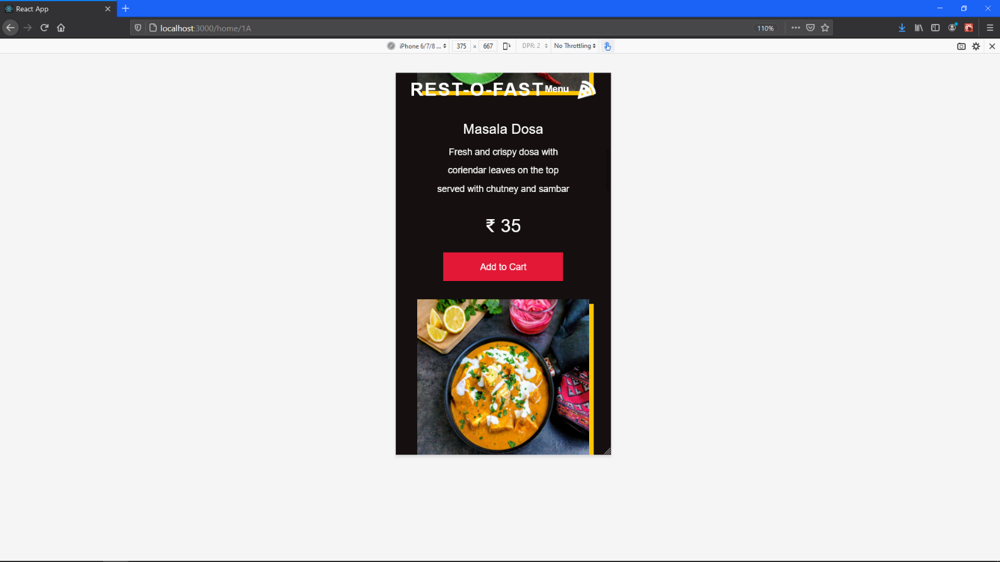 React App
localhost:3000/home/1A
110%
iPhone 6/7/8 ...
375 × 667
DPR: 2
No Throttling
REST-O-FAST
Menu
Masala Dosa
Fresh and crispy dosa with
coriendar leaves on the top
served with chutney and sambar
₹ 35
Add to Cart